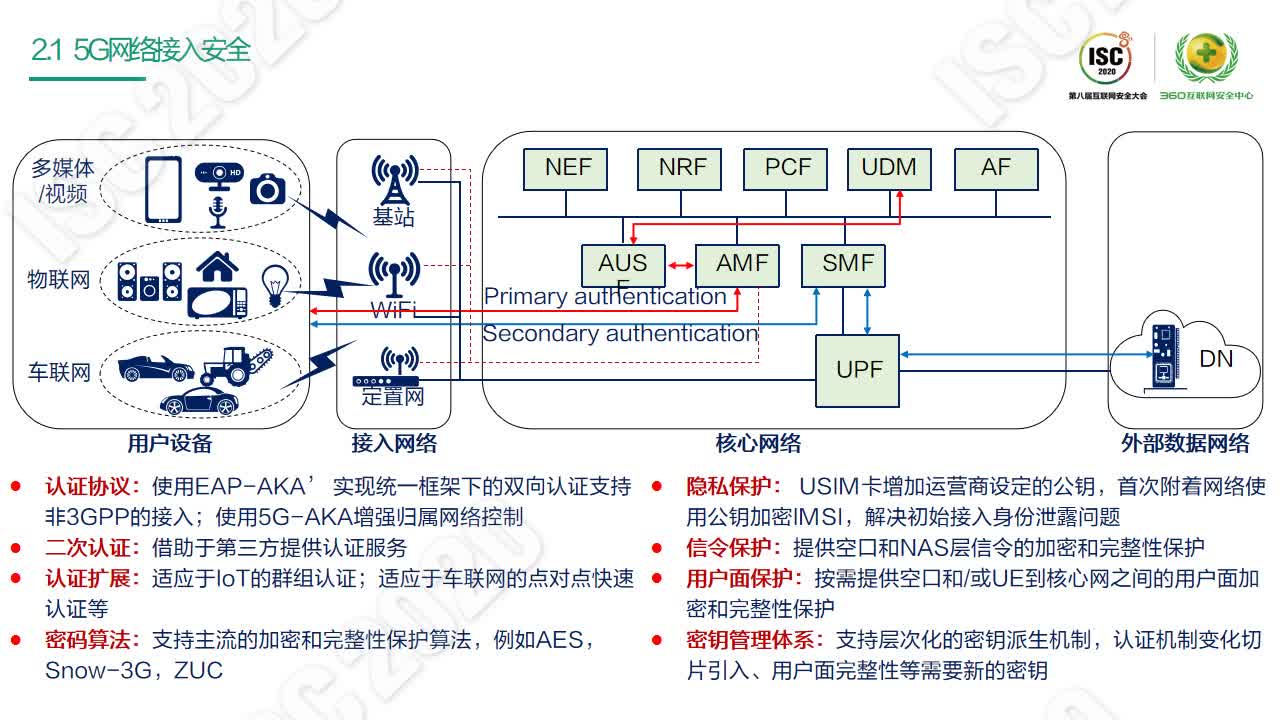 2.1 5G网络接入安全
ISC
2020
第八届互联网安全大会
360互联网安全中心
多媒体
/视频
HD
物联网
车联网
用户设备
基站
WiFi
定置网
接入网络
NEF
NRF
PCF
UDM
AF
AUS
F
AMF
SMF
Primary authentication
Secondary authentication
UPF
核心网络
DN
外部数据网络
● 认证协议：使用EAP-AKA’ 实现统一框架下的双向认证支持
非3GPP的接入；使用5G-AKA增强归属网络控制
● 二次认证：借助于第三方提供认证服务
● 认证扩展：适应于IoT的群组认证；适应于车联网的点对点快速
认证等
● 密码算法：支持主流的加密和完整性保护算法，例如AES，
Snow-3G，ZUC
● 隐私保护： USIM卡增加运营商设定的公钥，首次附着网络使
用公钥加密IMSI，解决初始接入身份泄露问题
● 信令保护：提供空口和NAS层信令的加密和完整性保护
● 用户面保护：按需提供空口和/或UE到核心网之间的用户面加
密和完整性保护
● 密钥管理体系：支持层次化的密钥派生机制，认证机制变化切
片引入、用户面完整性等需要新的密钥
ISC 2020
ISC 2020
ISC 2020
ISC 2020